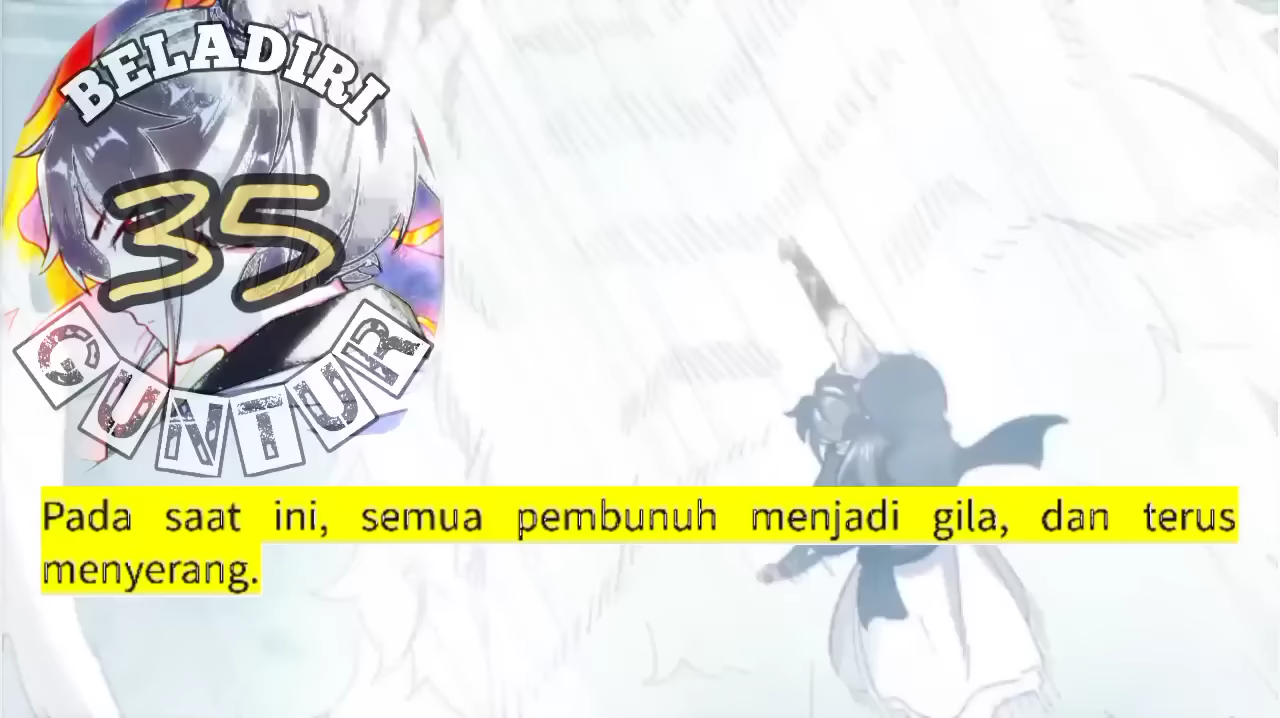 BELADIRI
35
GUNTUR
Pada saat ini, semua pembunuh menjadi gila, dan terus
menyerang.